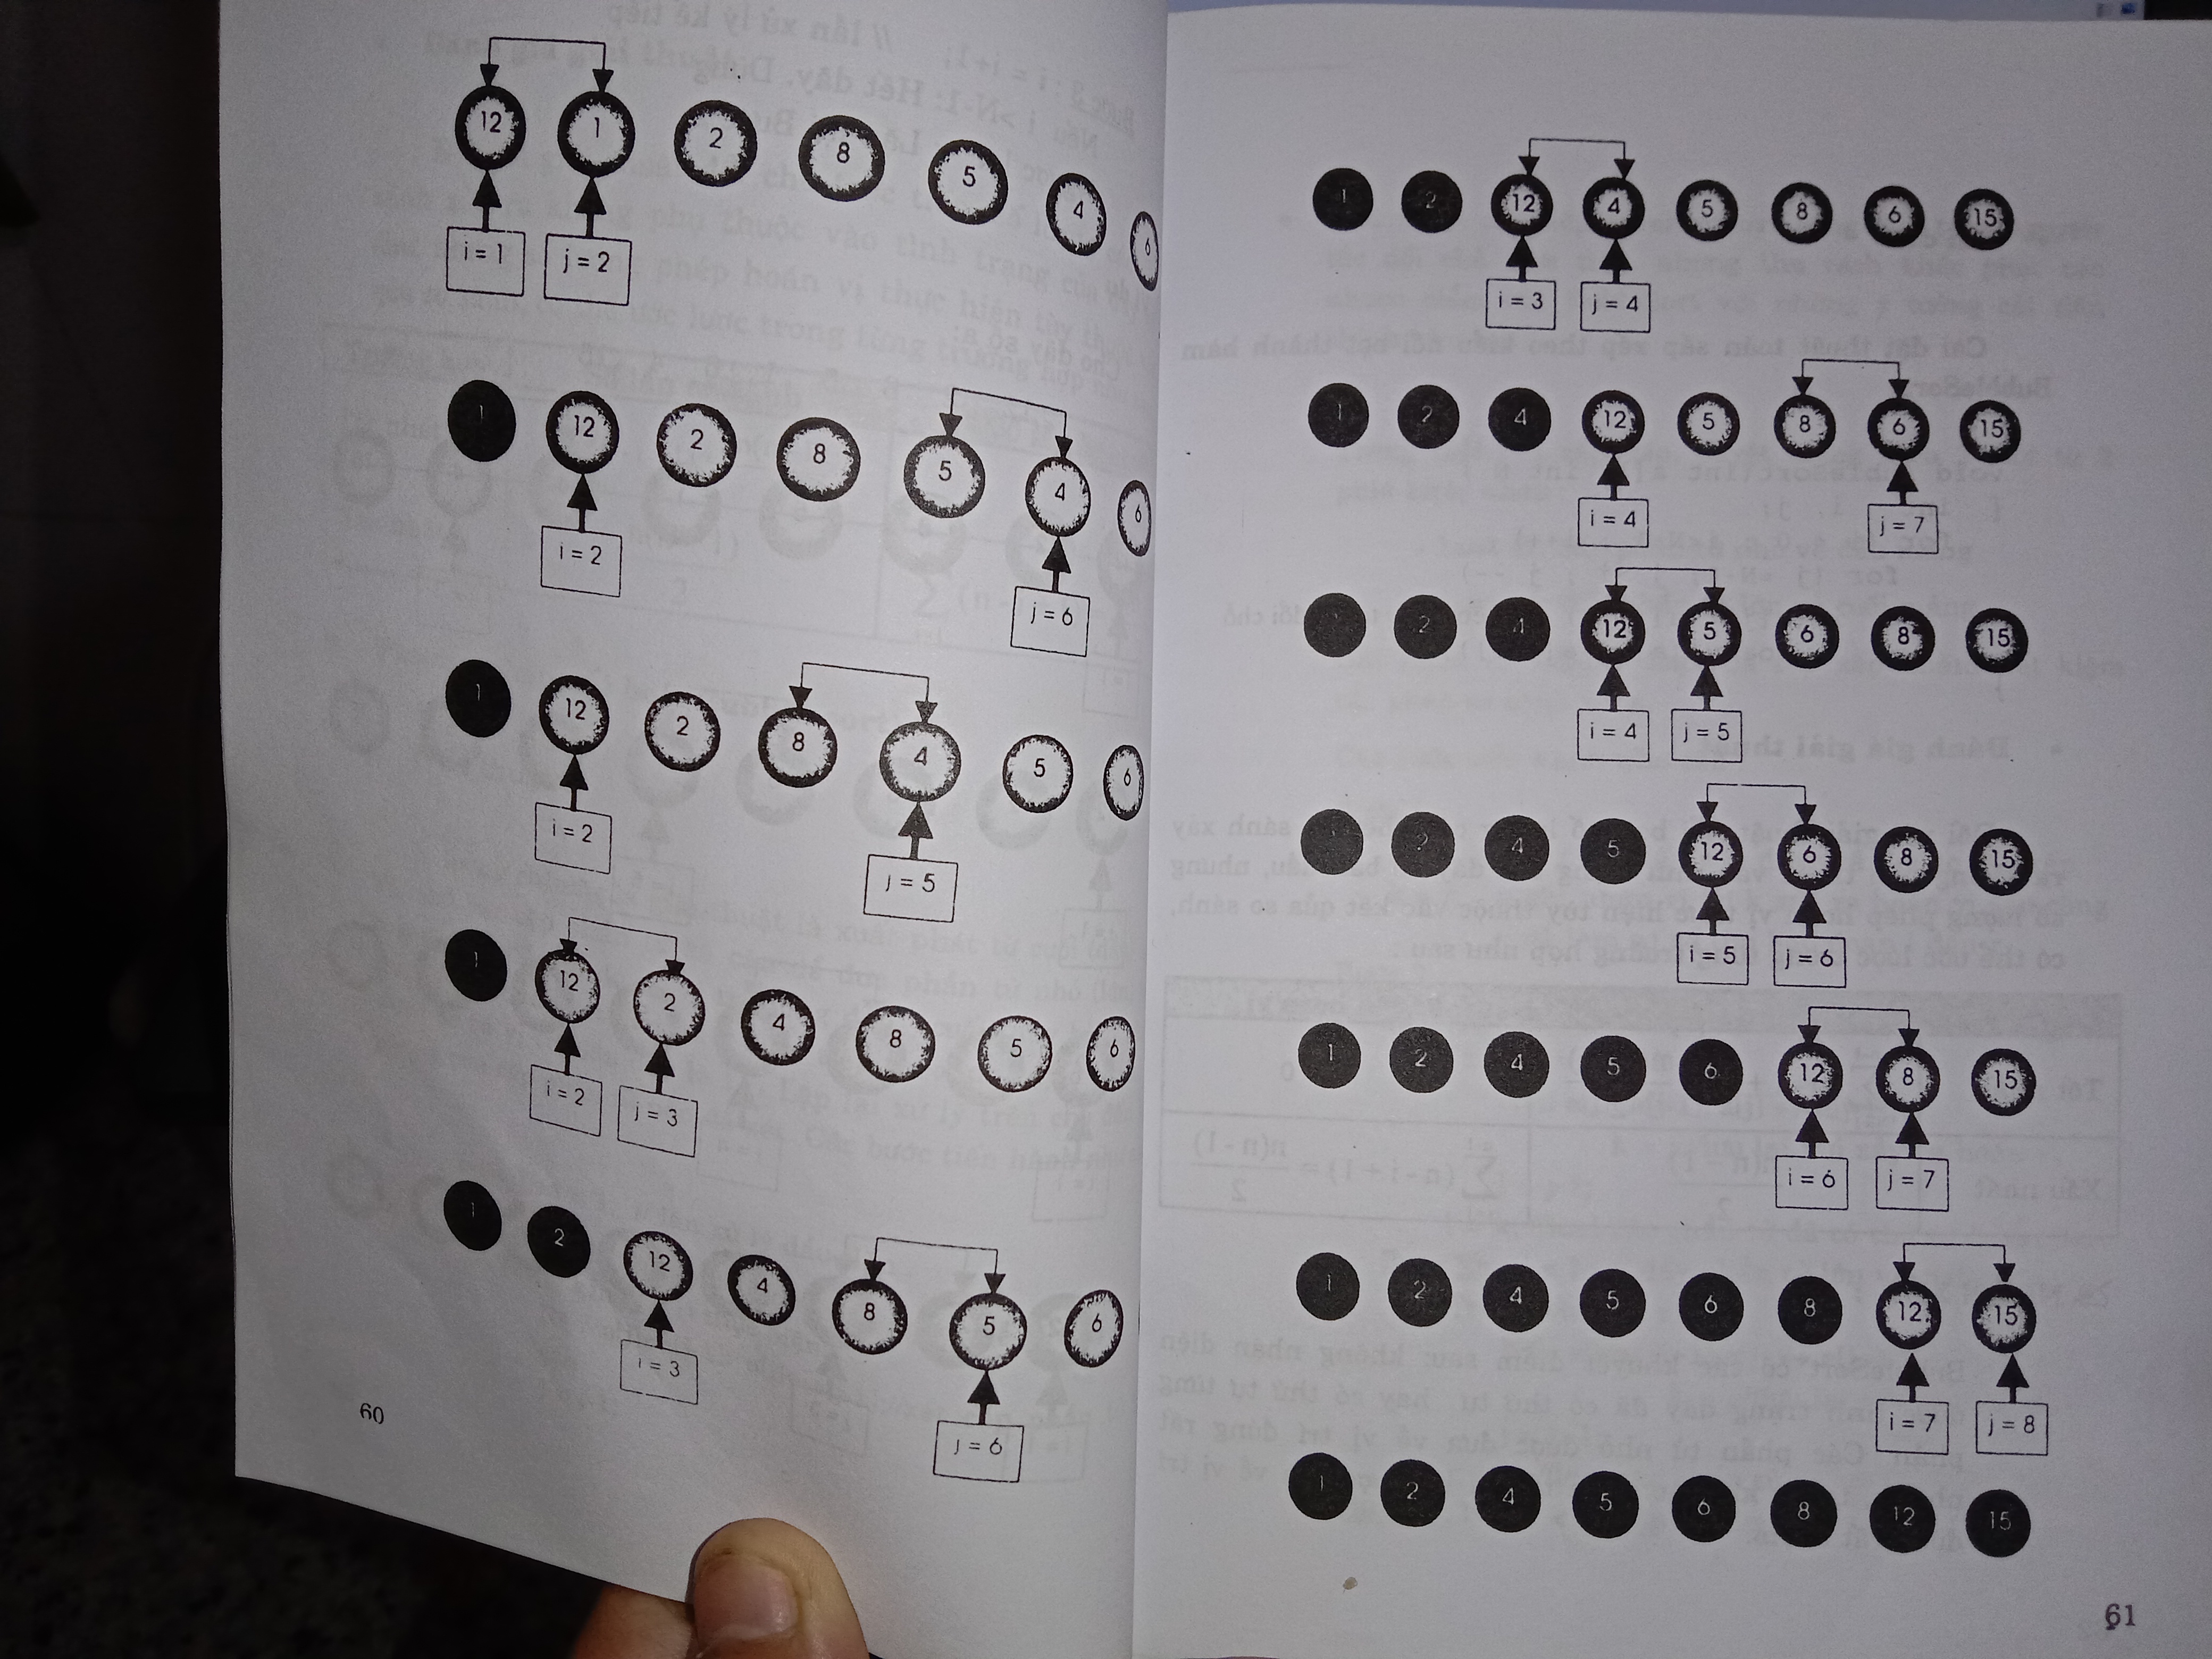 12 1 2 8 5 4 6
i = 1 j = 2
1 12 2 8 5 4 6
i = 2 j = 6
1 12 2 8 4 5 6
i = 2 j = 5
1 12 2 4 8 5 6
i = 2 j = 3
1 2 12 4 8 5 6
i = 3 j = 6
60
1 2 12 4 5 8 6 15
i = 3 j = 4
1 2 4 12 5 8 6 15
i = 4 j = 7
1 2 4 12 5 6 8 15
i = 4 j = 5
1 2 4 5 12 6 8 15
i = 5 j = 6
1 2 4 5 6 12 8 15
i = 6 j = 7
1 2 4 5 6 8 12 15
i = 7 j = 8
1 2 4 5 6 8 12 15
61